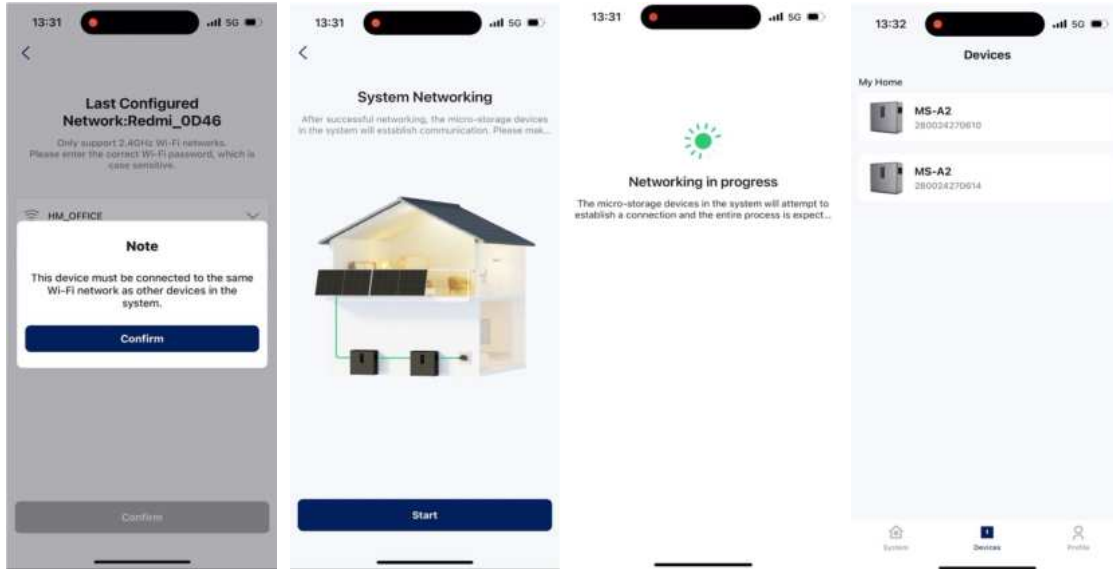 13:31
5G
Last Configured
Network:Redmi_0D46
Only support 2.4GHz Wi-Fi networks.
Please enter the correct Wi-Fi password, which is
case sensitive.
HM_OFFICE
Note
This device must be connected to the same
Wi-Fi network as other devices in the
system.
Confirm
Confirm
13:31
5G
System Networking
After successful networking, the micro-storage devices
in the system will establish communication. Please mak...
Start
13:31
5G
Networking in progress
The micro-storage devices in the system will attempt to
establish a connection and the entire process is expect...
13:32
5G
Devices
My Home
MS-A2
280024270610
MS-A2
280024270614
System
Devices
Profile